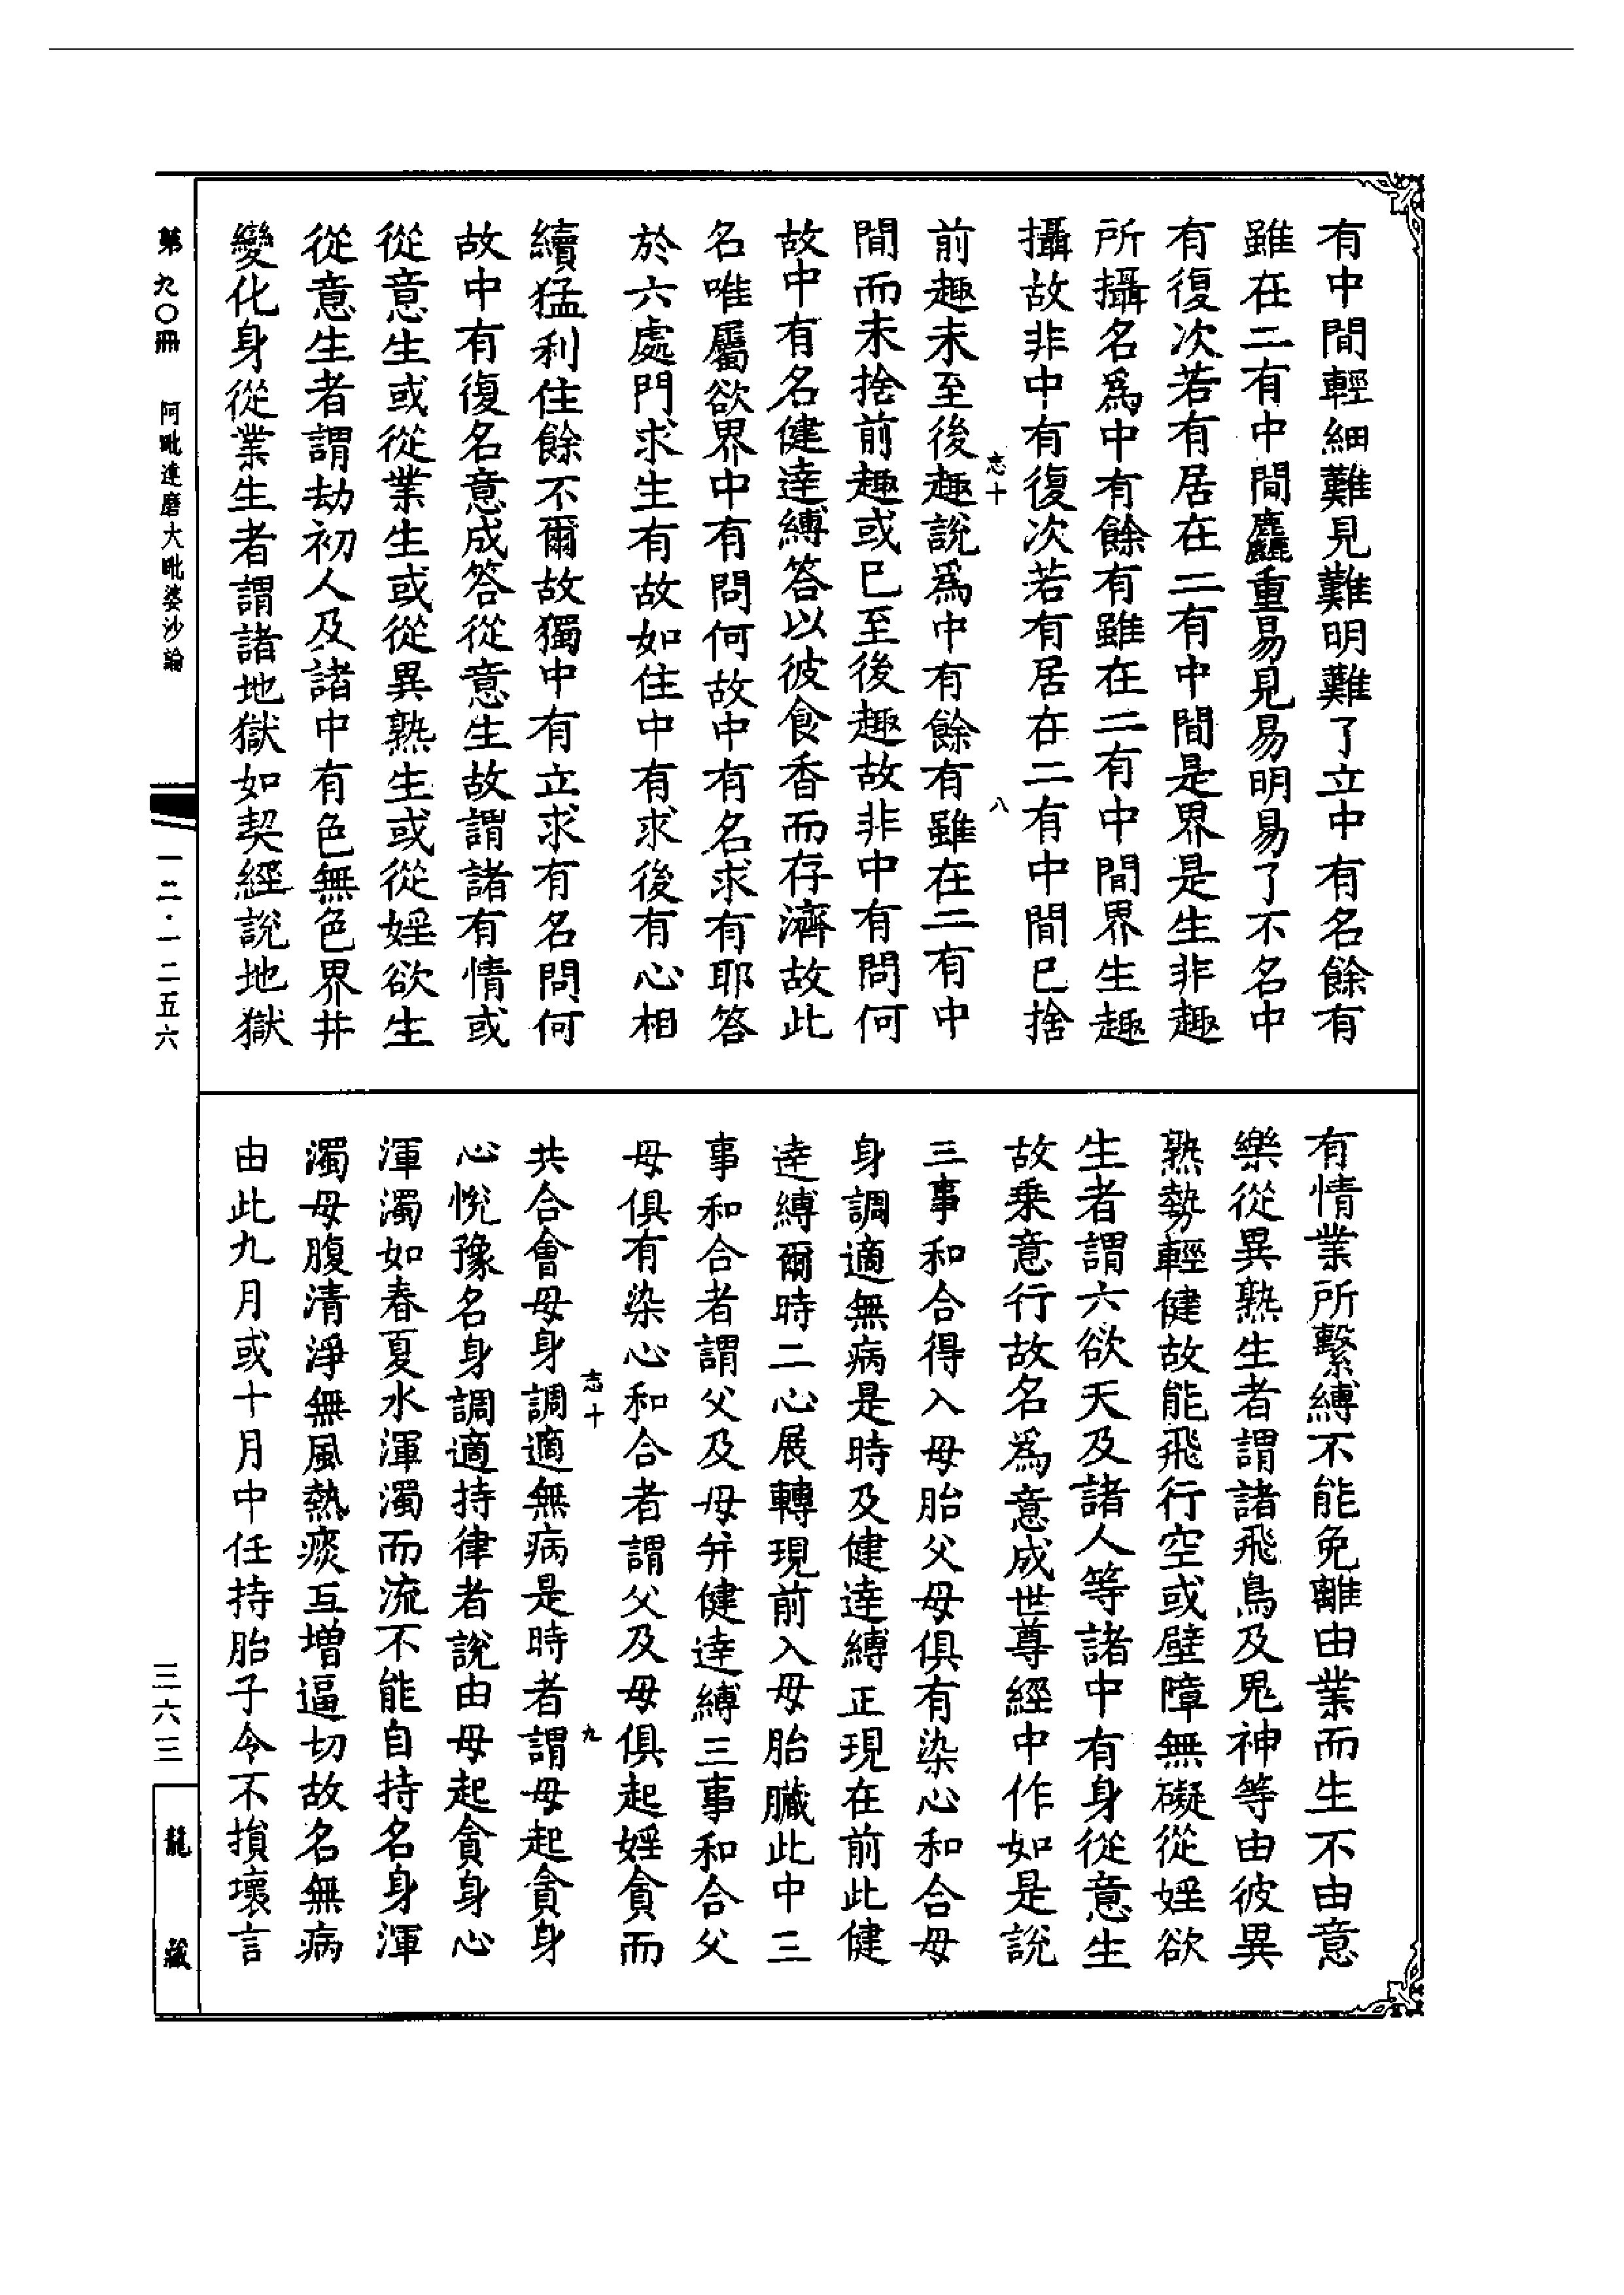 有中間輕細難見難明難了立中有名餘有
雖在二有中間麤重易見易明易了不名中
有復次若有居在二有中間是界是生非趣
所攝名爲中有餘有雖在二有中間界生趣
攝故非中有復次若有居在二有中間已捨
志十 八
前趣未至後趣說爲中有餘有雖在二有中
間而未捨前趣或已至後趣故非中有問何
故中有名健達縛答以彼食香而存濟故此
名唯屬欲界中有問何故中有名求有耶答
於六處門求生有故如住中有求後有心相
續猛利住餘不爾故獨中有立求有名問何
故中有復名意成答從意生故謂諸有情或
從意生或從業生或從異熟生或從婬欲生
從意生者謂劫初人及諸中有色無色界并
變化身從業生者謂諸地獄如契經說地獄
有情業所繫縛不能免離由業而生不由意
樂從異熟生者謂諸飛鳥及鬼神等由彼異
熟勢輕健故能飛行空或壁障無礙從婬欲
生者謂六欲天及諸人等諸中有身從意生
故乘意行故名爲意成世尊經中作如是說
三事和合得入母胎父母俱有染心和合母
身調適無病是時及健達縛正現在前此健
達縛爾時二心展轉現前入母胎臟此中三
事和合者謂父及母并健達縛三事和合父
母俱有染心和合者謂父及母俱起婬貪而
志十 九
共合會母身調適無病是時者謂母起貪身
心悅豫名身調適持律者說由母起貪身心
渾濁如春夏水渾濁而流不能自持名身渾
濁母腹清淨無風熱痰互增逼切故名無病
由此九月或十月中任持胎子令不損壞言
第九〇冊 阿毗達磨大毗婆沙論
一二·一二五六
三六三
龍藏